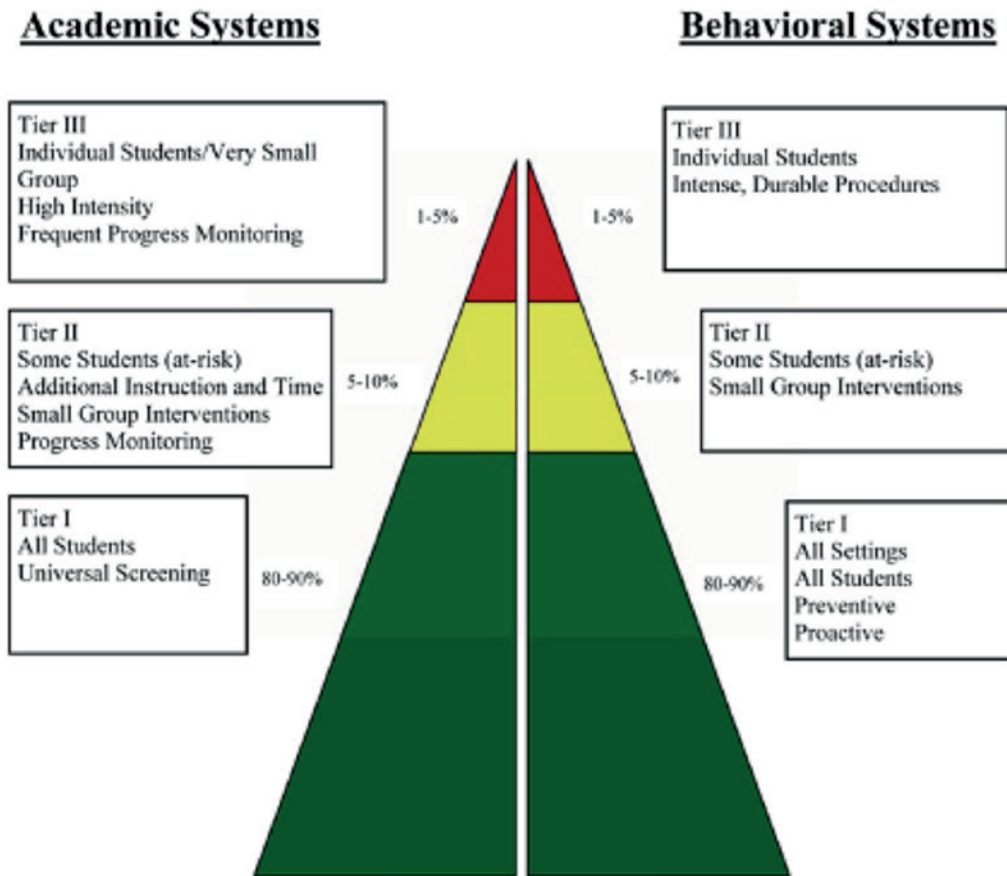 Academic Systems
Behavioral Systems
Tier III
Individual Students/Very Small
Group
High Intensity
Frequent Progress Monitoring
1-5%
1-5%
Tier III
Individual Students
Intense, Durable Procedures
Tier II
Some Students (at-risk)
Additional Instruction and Time
Small Group Interventions
Progress Monitoring
5-10%
5-10%
Tier II
Some Students (at-risk)
Small Group Interventions
Tier I
All Students
Universal Screening
80-90%
80-90%
Tier I
All Settings
All Students
Preventive
Proactive